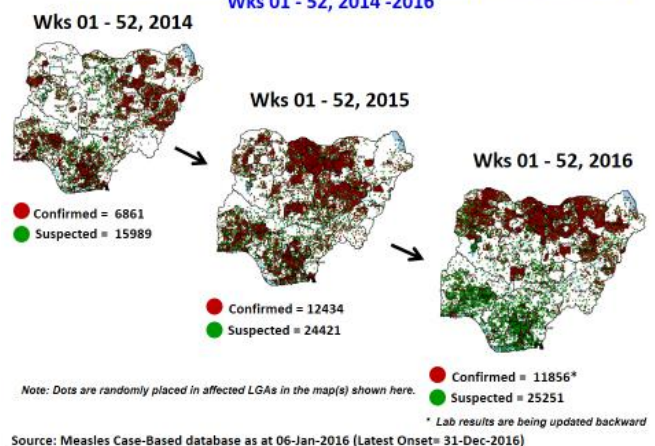 Wks 01 - 52, 2014 -2016
Wks 01 - 52, 2014
Confirmed = 6861
Suspected = 15989
Wks 01 - 52, 2015
Confirmed = 12434
Suspected = 24421
Wks 01 - 52, 2016
Confirmed = 11856*
Suspected = 25251
Note: Dots are randomly placed in affected LGAs in the map(s) shown here.
* Lab results are being updated backward
Source: Measles Case-Based database as at 06-Jan-2016 (Latest Onset= 31-Dec-2016)